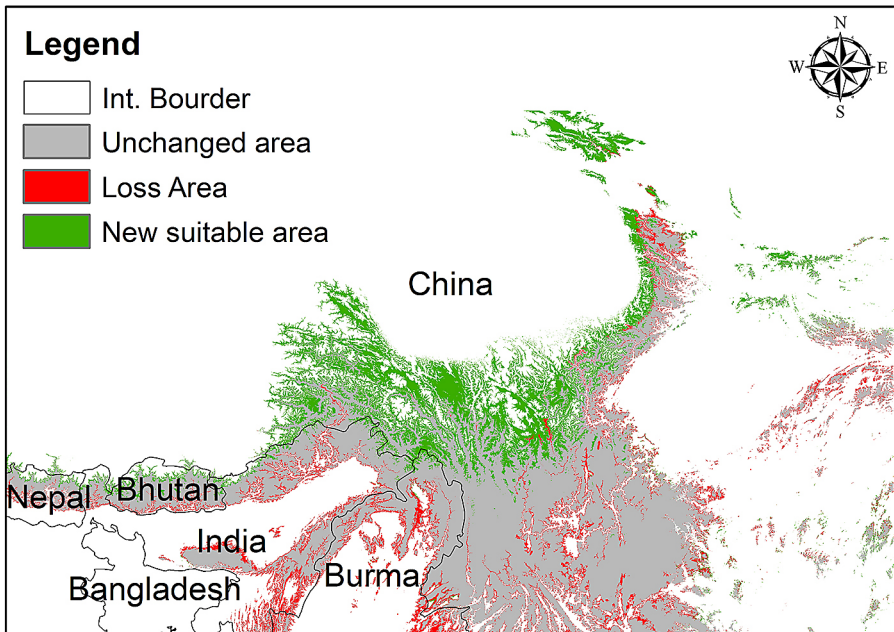 Legend
Int. Bourder
Unchanged area
Loss Area
New suitable area
N
W
E
S
China
Nepal
Bhutan
India
Bangladesh
Burma